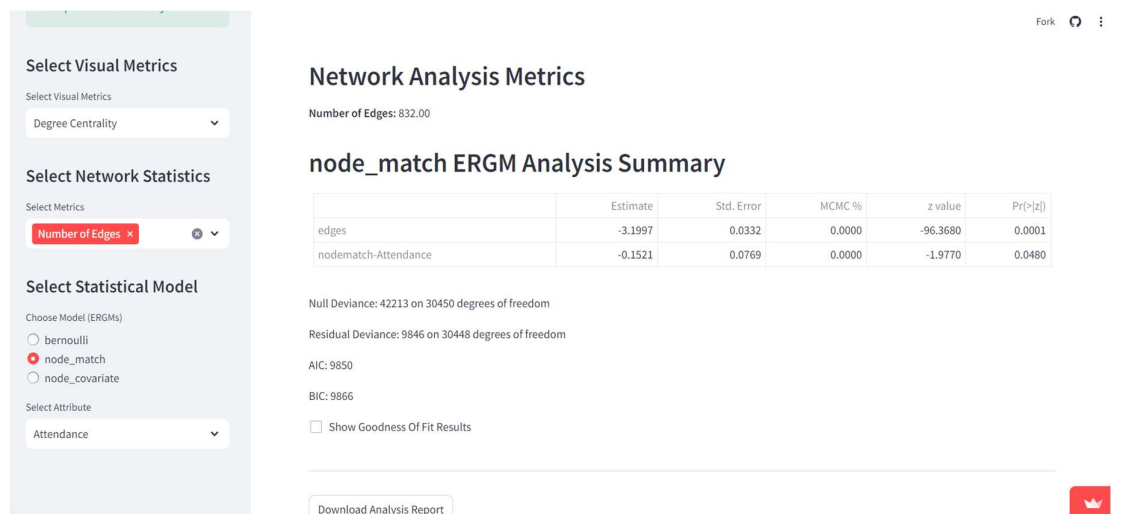 Fork
Select Visual Metrics
Select Visual Metrics
Degree Centrality
Select Network Statistics
Select Metrics
Number of Edges ×
Select Statistical Model
Choose Model (ERGMs)
bernoulli
node_match
node_covariate
Select Attribute
Attendance
Network Analysis Metrics
Number of Edges: 832.00
node_match ERGM Analysis Summary
Estimate Std. Error MCMC % z value Pr(>|z|)
edges -3.1997 0.0332 0.0000 -96.3680 0.0001
nodematch-Attendance -0.1521 0.0769 0.0000 -1.9770 0.0480
Null Deviance: 42213 on 30450 degrees of freedom
Residual Deviance: 9846 on 30448 degrees of freedom
AIC: 9850
BIC: 9866
Show Goodness Of Fit Results
Download Analysis Report